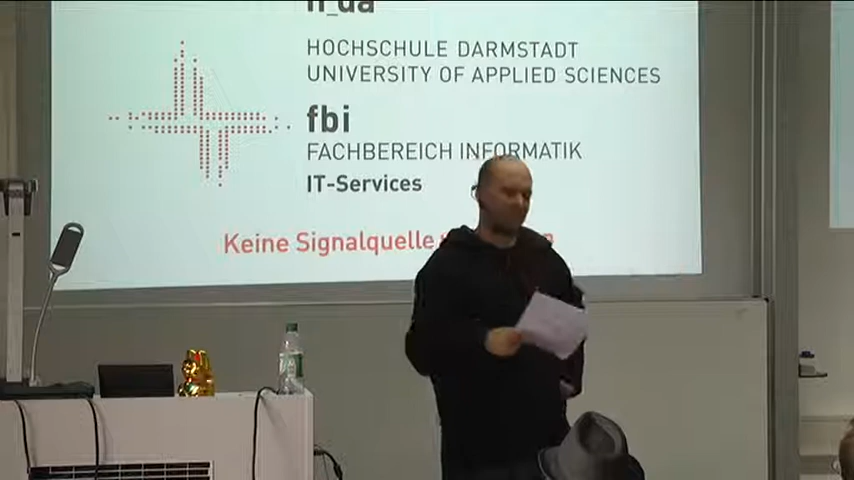 h_da
HOCHSCHULE DARMSTADT
UNIVERSITY OF APPLIED SCIENCES
fbi
FACHBEREICH INFORMATIK
IT-Services
Keine Signalquelle